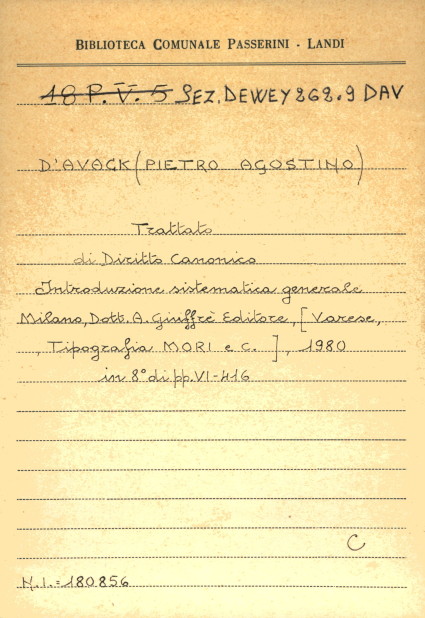 BIBLIOTECA COMUNALE PASSERINI - LANDI
18 P. V. 5 SEZ. DEWEY 262.9 DAV
D'AVACK (PIETRO AGOSTINO)
Trattato
di Diritto Canonico
Introduzione sistematica generale
Milano, Dott. A. Giuffrè Editore, [Varese,
, Tipografia MORI e C. ], 1980
in 8° di pp. VI-416
C
N.I.=180856